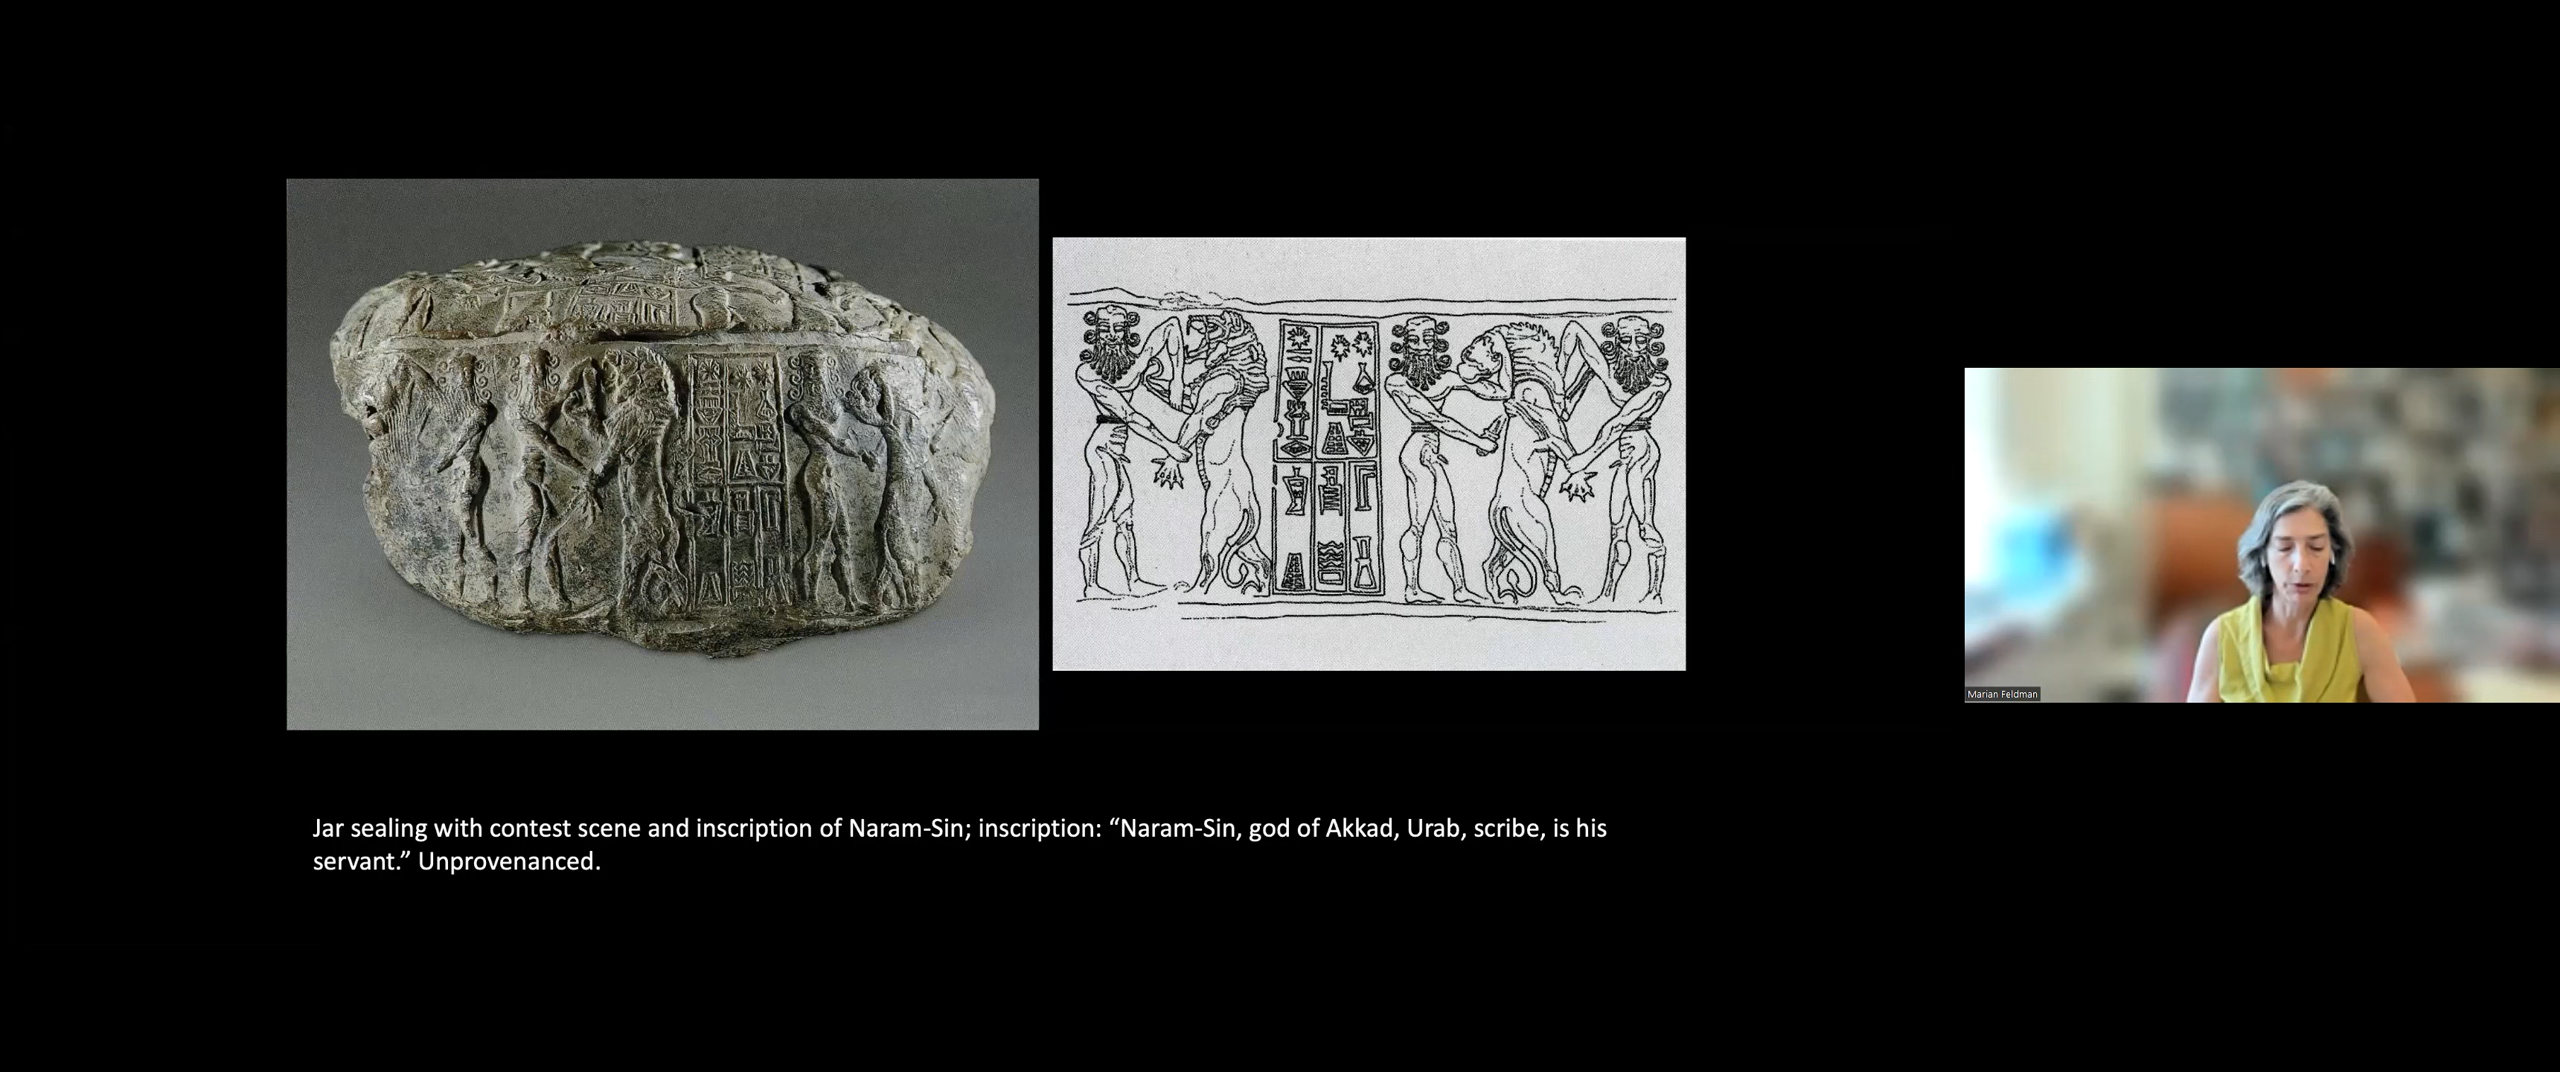 Marian Feldman
Jar sealing with contest scene and inscription of Naram-Sin; inscription: “Naram-Sin, god of Akkad, Urab, scribe, is his
servant.” Unprovenanced.